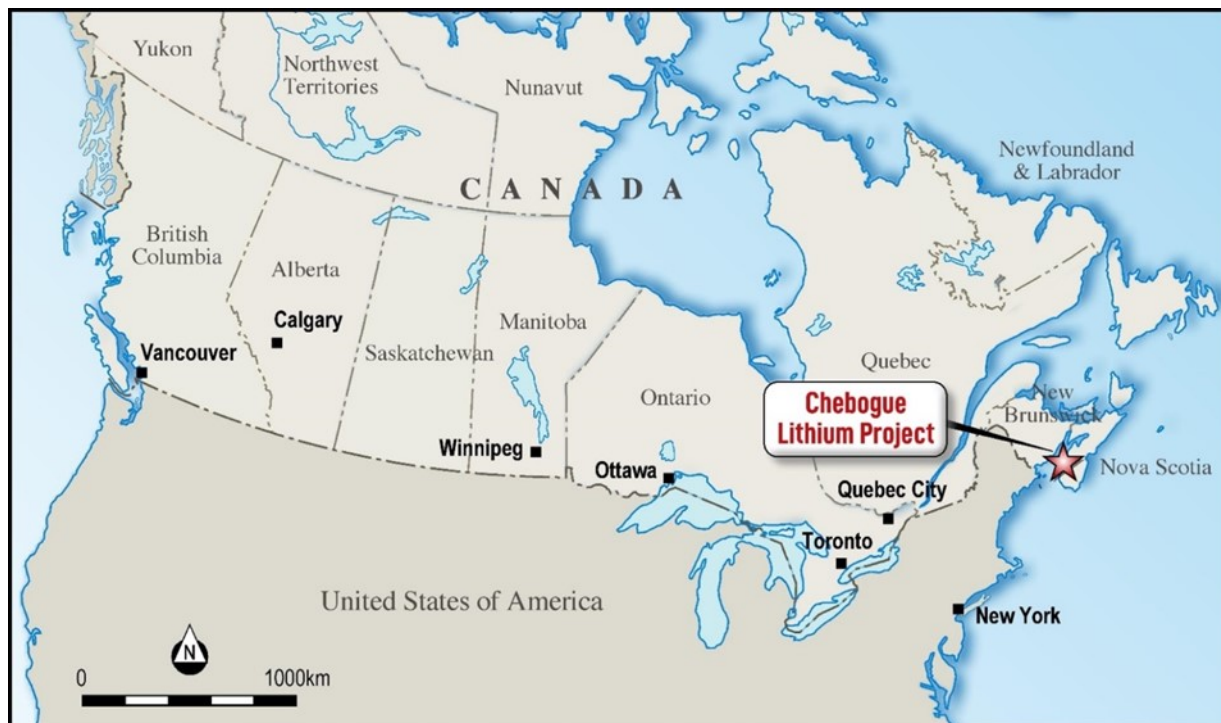 Yukon
Northwest
Territories
Nunavut
Newfoundland
& Labrador
CANADA
British
Columbia
Alberta
Calgary
Vancouver
Saskatchewan
Manitoba
Winnipeg
Ontario
Ottawa
Quebec
Chebogue
Lithium Project
New
Brunswick
Nova Scotia
Quebec City
Toronto
United States of America
New York
N
0
1000km